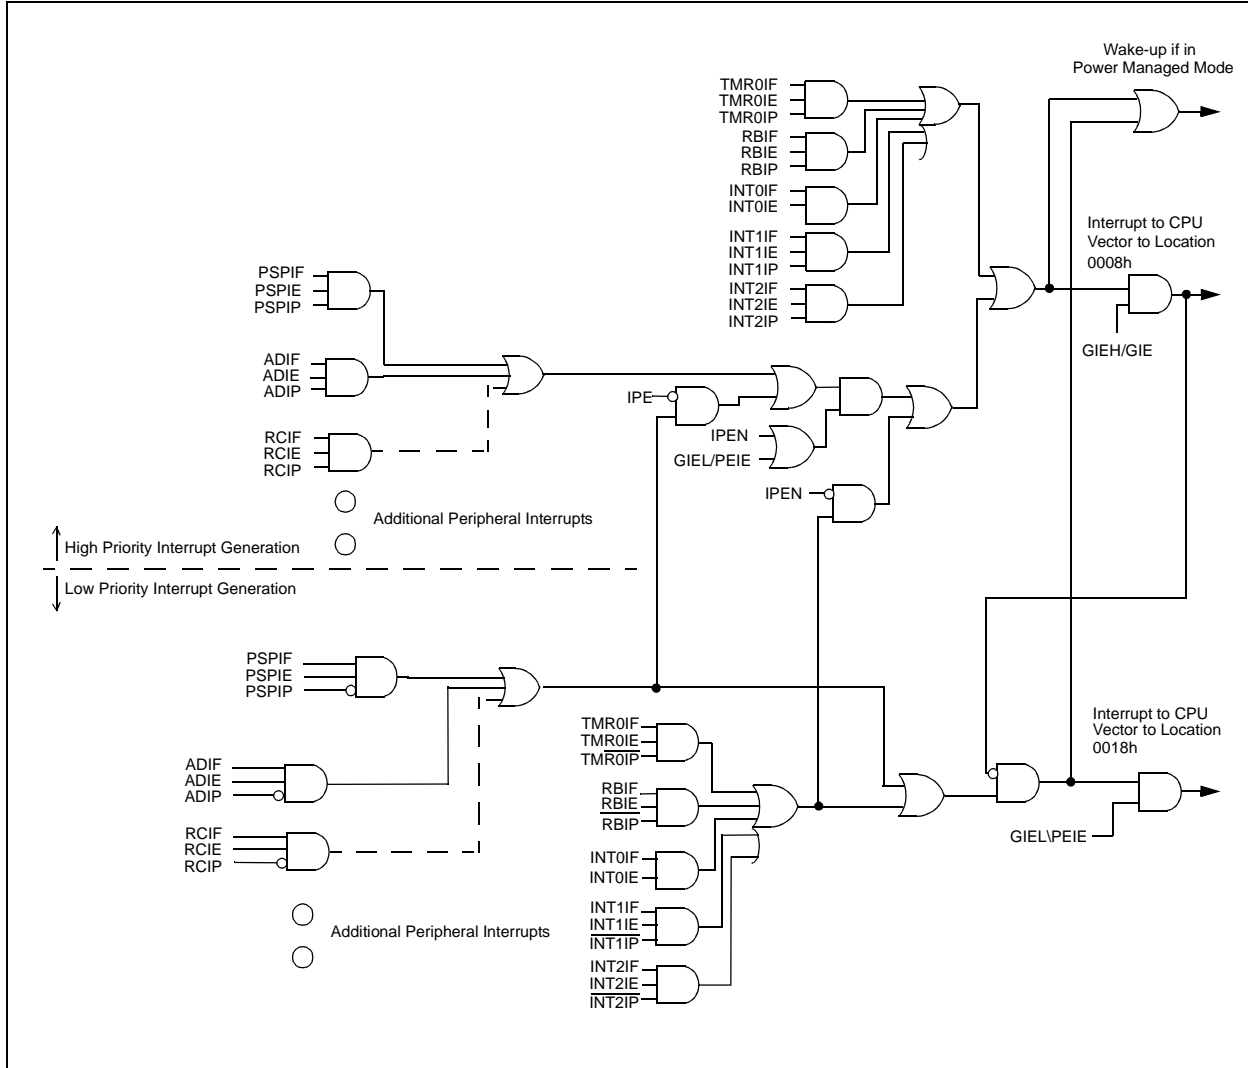 Wake-up if in
Power Managed Mode
TMR0IF
TMR0IE
TMR0IP
RBIF
RBIE
RBIP
INT0IF
INT0IE
INT1IF
INT1IE
INT1IP
INT2IF
INT2IE
INT2IP
Interrupt to CPU
Vector to Location
0008h
GIEH/GIE
PSPIF
PSPIE
PSPIP
ADIF
ADIE
ADIP
RCIF
RCIE
RCIP
IPE
IPEN
GIEL/PEIE
IPEN
Additional Peripheral Interrupts
High Priority Interrupt Generation
Low Priority Interrupt Generation
PSPIF
PSPIE
PSPIP
ADIF
ADIE
ADIP
RCIF
RCIE
RCIP
Additional Peripheral Interrupts
TMR0IF
TMR0IE
TMR0IP
RBIF
RBIE
RBIP
INT0IF
INT0IE
INT1IF
INT1IE
INT1IP
INT2IF
INT2IE
INT2IP
Interrupt to CPU
Vector to Location
0018h
GIEL\PEIE